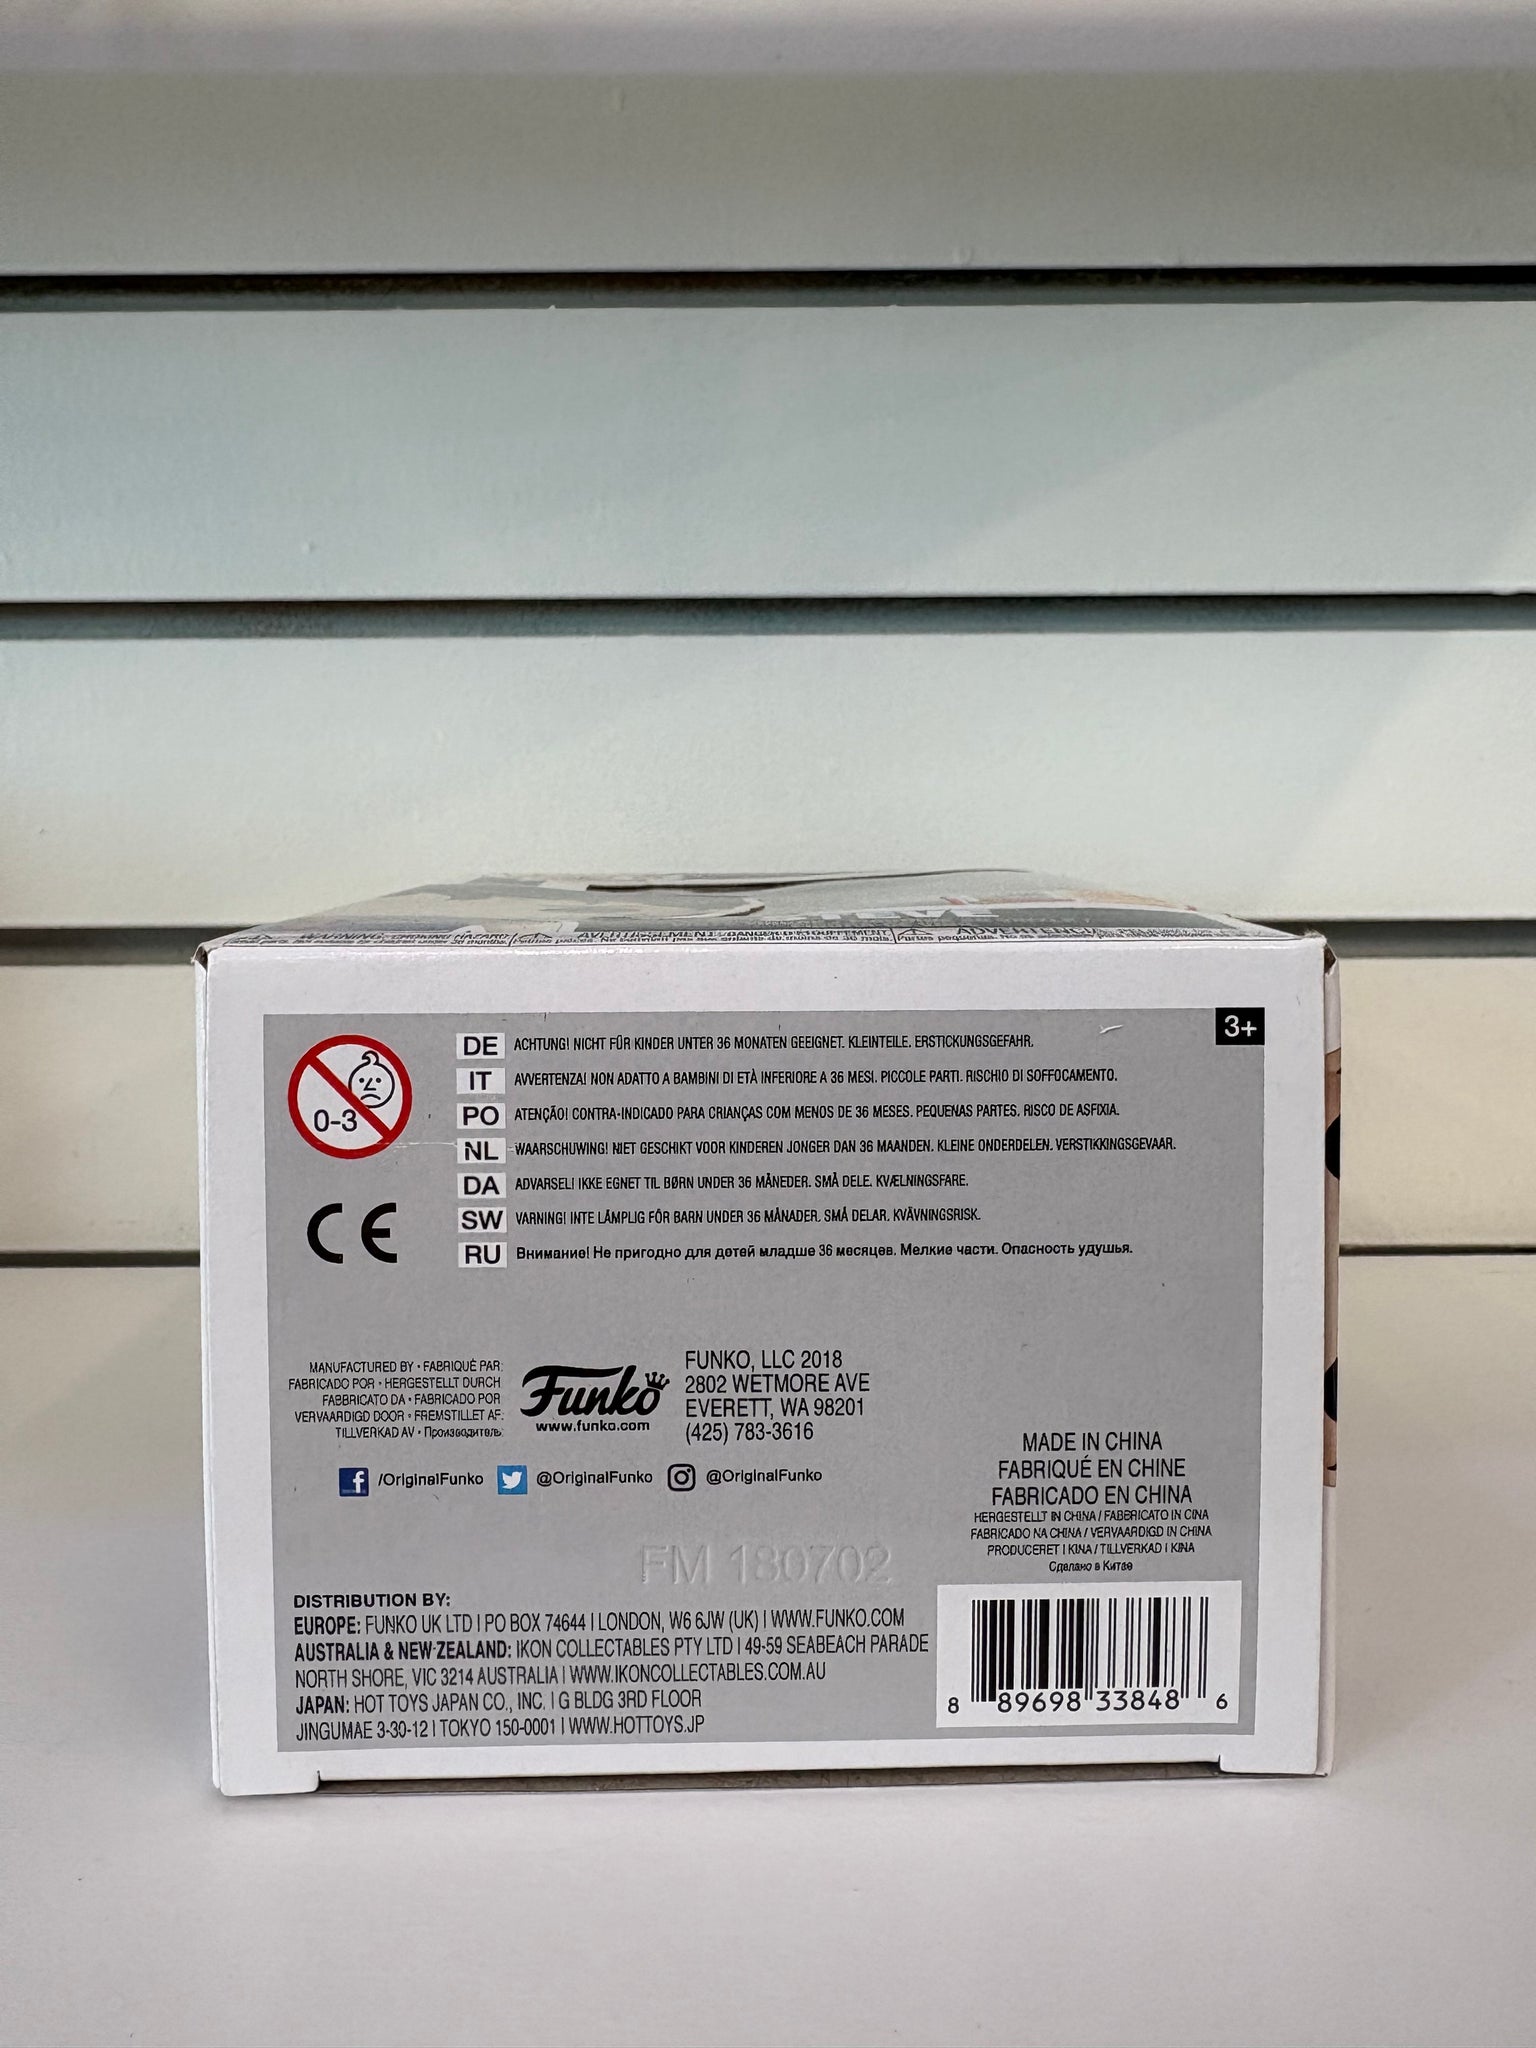 WARNING: CHOKING HAZARD
AVERTISSEMENT: DANGER D'ÉTOUFFEMENT
ADVERTENCIA
3+
0-3
DE ACHTUNG! NICHT FÜR KINDER UNTER 36 MONATEN GEEIGNET. KLEINTEILE. ERSTICKUNGSGEFAHR.
IT AVVERTENZA! NON ADATTO A BAMBINI DI ETÀ INFERIORE A 36 MESI. PICCOLE PARTI. RISCHIO DI SOFFOCAMENTO.
PO ATENÇÃO! CONTRA-INDICADO PARA CRIANÇAS COM MENOS DE 36 MESES. PEQUENAS PARTES. RISCO DE ASFIXIA.
NL WAARSCHUWING! NIET GESCHIKT VOOR KINDEREN JONGER DAN 36 MAANDEN. KLEINE ONDERDELEN. VERSTIKKINGSGEVAAR.
DA ADVARSEL! IKKE EGNET TIL BØRN UNDER 36 MÅNEDER. SMÅ DELE. KVÆLNINGSFARE.
SW VARNING! INTE LÄMPLIG FÖR BARN UNDER 36 MÅNADER. SMÅ DELAR. KVÄVNINGSRISK.
RU Внимание! Не пригодно для детей младше 36 месяцев. Мелкие части. Опасность удушья.
CE
MANUFACTURED BY • FABRIQUÉ PAR:
FABRICADO POR • HERGESTELLT DURCH
FABBRICATO DA • FABRICADO POR
VERVAARDIGD DOOR • FREMSTILLET AF:
TILLVERKAD AV • Производитель:
Funko
www.funko.com
FUNKO, LLC 2018
2802 WETMORE AVE
EVERETT, WA 98201
(425) 783-3616
/OriginalFunko @OriginalFunko @OriginalFunko
MADE IN CHINA
FABRIQUÉ EN CHINE
FABRICADO EN CHINA
HERGESTELLT IN CHINA / FABBRICATO IN CINA
FABRICADO NA CHINA / VERVAARDIGD IN CHINA
PRODUCERET I KINA / TILLVERKAD I KINA
Сделано в Китае
FM 180702
DISTRIBUTION BY:
EUROPE: FUNKO UK LTD | PO BOX 74644 | LONDON, W6 6JW (UK) | WWW.FUNKO.COM
AUSTRALIA & NEW ZEALAND: IKON COLLECTABLES PTY LTD | 49-59 SEABEACH PARADE
NORTH SHORE, VIC 3214 AUSTRALIA | WWW.IKONCOLLECTABLES.COM.AU
JAPAN: HOT TOYS JAPAN CO., INC. | G BLDG 3RD FLOOR
JINGUMAE 3-30-12 | TOKYO 150-0001 | WWW.HOTTOYS.JP
8 89698 33848 6